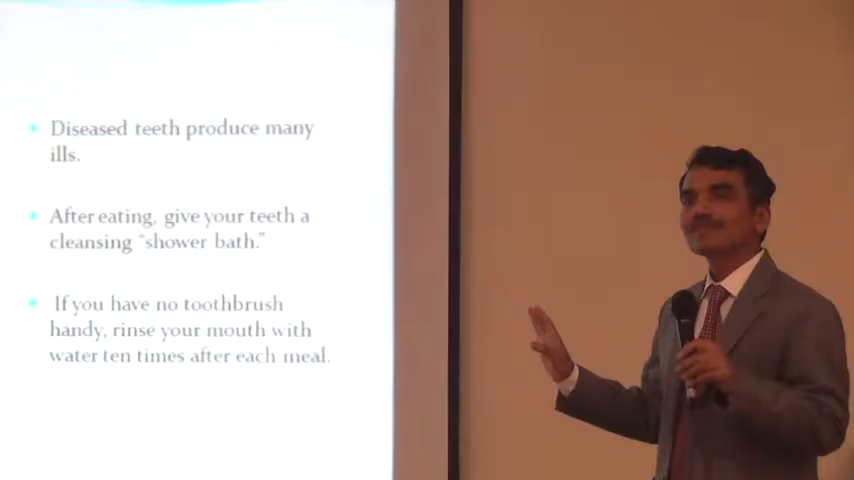 Diseased teeth produce many
ills.
After eating, give your teeth a
cleansing “shower bath.”
If you have no toothbrush
handy, rinse your mouth with
water ten times after each meal.